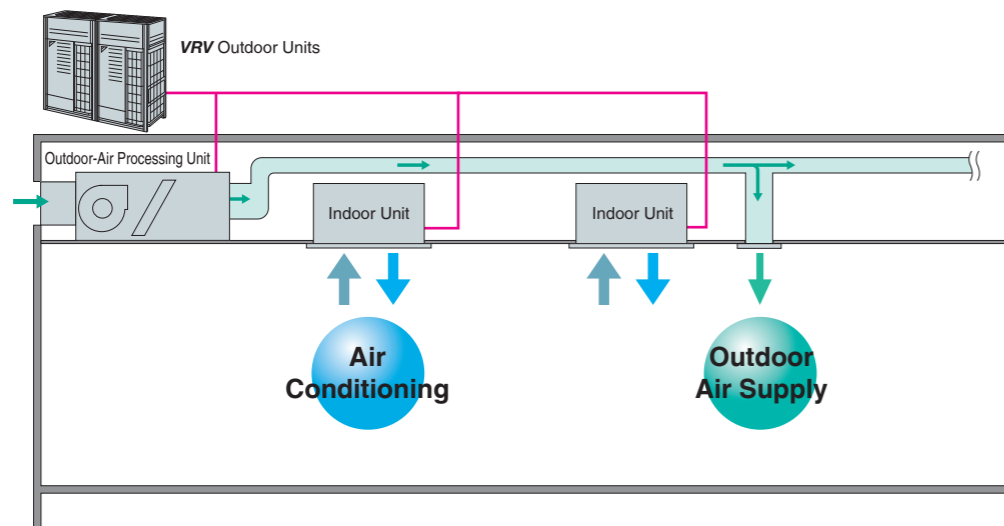 VRV Outdoor Units
Outdoor-Air Processing Unit
Indoor Unit
Indoor Unit
Air
Conditioning
Outdoor
Air Supply